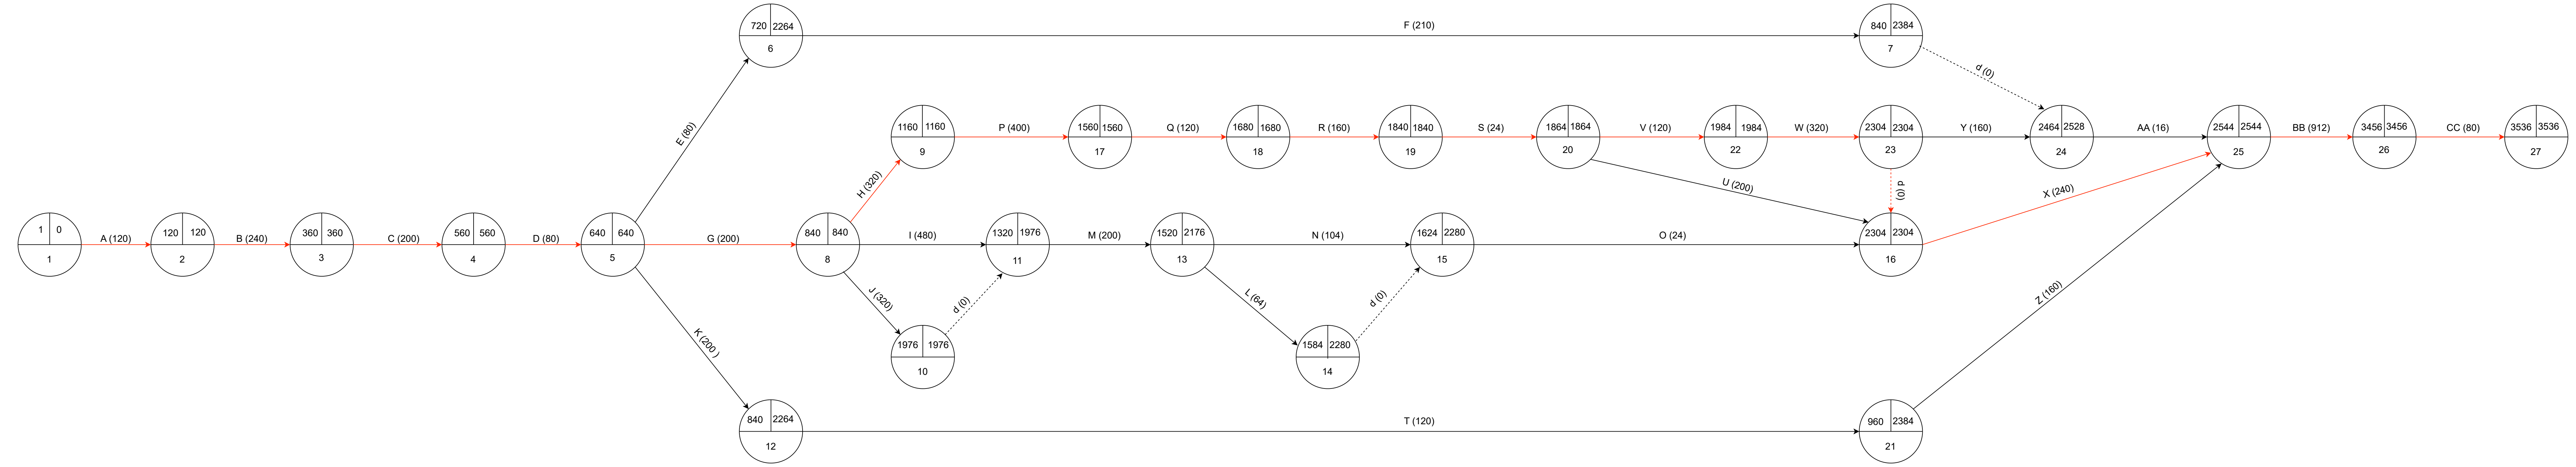 720 2264
6
F (210)
840 2384
7
d (0)
E (80)
1160 1160
9
P (400)
1560 1560
17
Q (120)
1680 1680
18
R (160)
1840 1840
19
S (24)
1864 1864
20
V (120)
1984 1984
22
W (320)
2304 2304
23
Y (160)
2464 2528
24
AA (16)
2544 2544
25
BB (912)
3456 3456
26
CC (80)
3536 3536
27
H (320)
U (200)
d (0)
X (240)
1 0
1
A (120)
120 120
2
B (240)
360 360
3
C (200)
560 560
4
D (80)
640 640
5
G (200)
840 840
8
I (480)
1320 1976
11
M (200)
1520 2176
13
N (104)
1624 2280
15
O (24)
2304 2304
16
J (320)
d (0)
L (64)
d (0)
Z (160)
K (200 )
1976 1976
10
1584 2280
14
840 2264
12
T (120)
960 2384
21